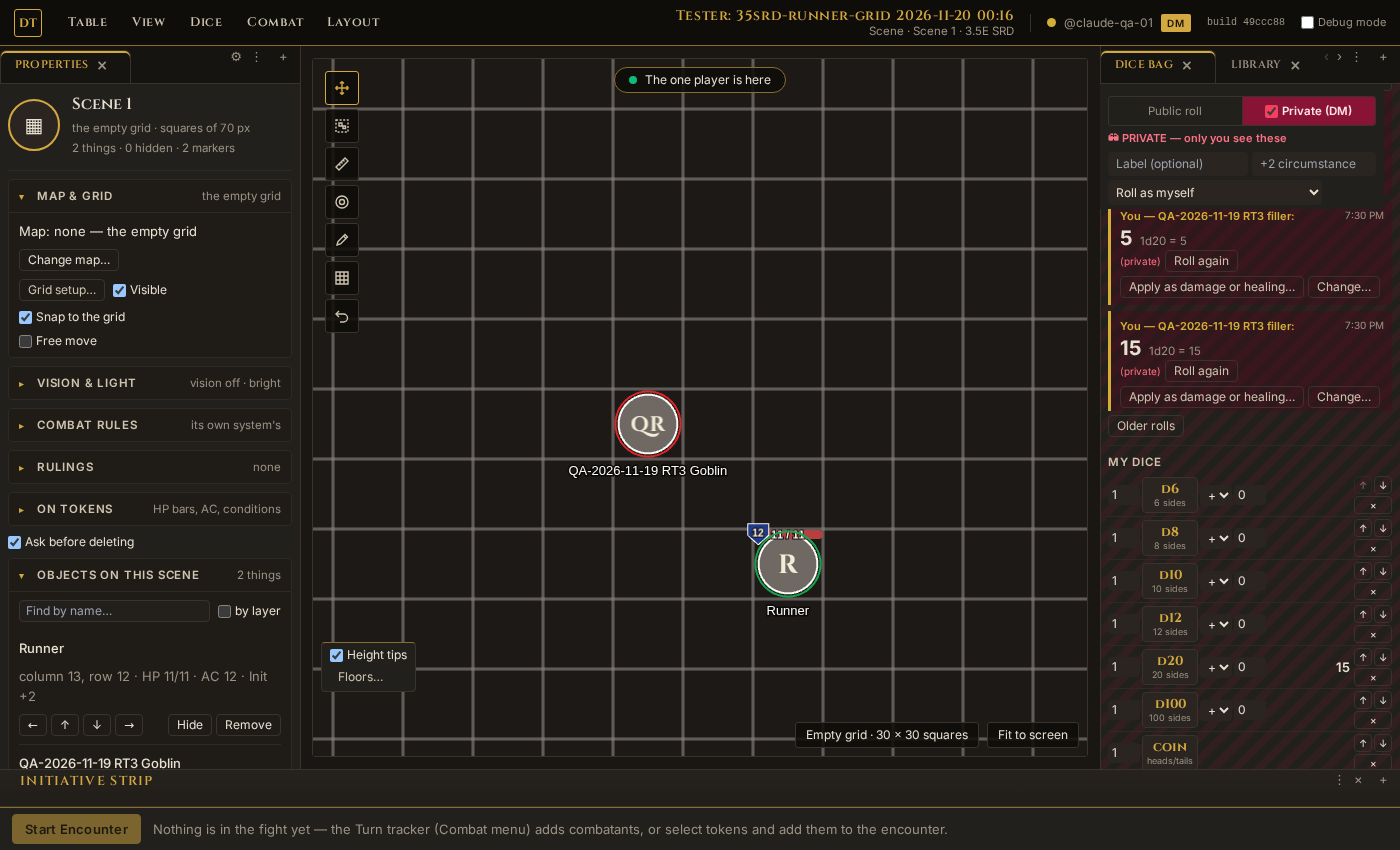 DT
TABLE
VIEW
DICE
COMBAT
LAYOUT
TESTER: 35SRD-RUNNER-GRID 2026-11-20 00:16
Scene · Scene 1 · 3.5E SRD
@claude-qa-01
DM
build 49ccc88
Debug mode
PROPERTIES
SCENE 1
the empty grid · squares of 70 px
2 things · 0 hidden · 2 markers
MAP & GRID
the empty grid
Map: none — the empty grid
Change map...
Grid setup...
Visible
Snap to the grid
Free move
VISION & LIGHT
vision off · bright
COMBAT RULES
its own system's
RULINGS
none
ON TOKENS
HP bars, AC, conditions
Ask before deleting
OBJECTS ON THIS SCENE
2 things
Find by name...
by layer
Runner
column 13, row 12 · HP 11/11 · AC 12 · Init
+2
Hide
Remove
QA-2026-11-19 RT3 Goblin
The one player is here
QR
QA-2026-11-19 RT3 Goblin
12
11 / 11
R
Runner
Height tips
Floors...
Empty grid · 30 × 30 squares
Fit to screen
DICE BAG
LIBRARY
Public roll
Private (DM)
PRIVATE — only you see these
Label (optional)
+2 circumstance
Roll as myself
You — QA-2026-11-19 RT3 filler:
7:30 PM
5 1d20 = 5
(private)
Roll again
Apply as damage or healing...
Change...
You — QA-2026-11-19 RT3 filler:
7:30 PM
15 1d20 = 15
(private)
Roll again
Apply as damage or healing...
Change...
Older rolls
MY DICE
1 D6 + 0
6 sides
1 D8 + 0
8 sides
1 D10 + 0
10 sides
1 D12 + 0
12 sides
1 D20 + 0 15
20 sides
1 D100 + 0
100 sides
1 COIN
heads/tails
INITIATIVE STRIP
Start Encounter
Nothing is in the fight yet — the Turn tracker (Combat menu) adds combatants, or select tokens and add them to the encounter.